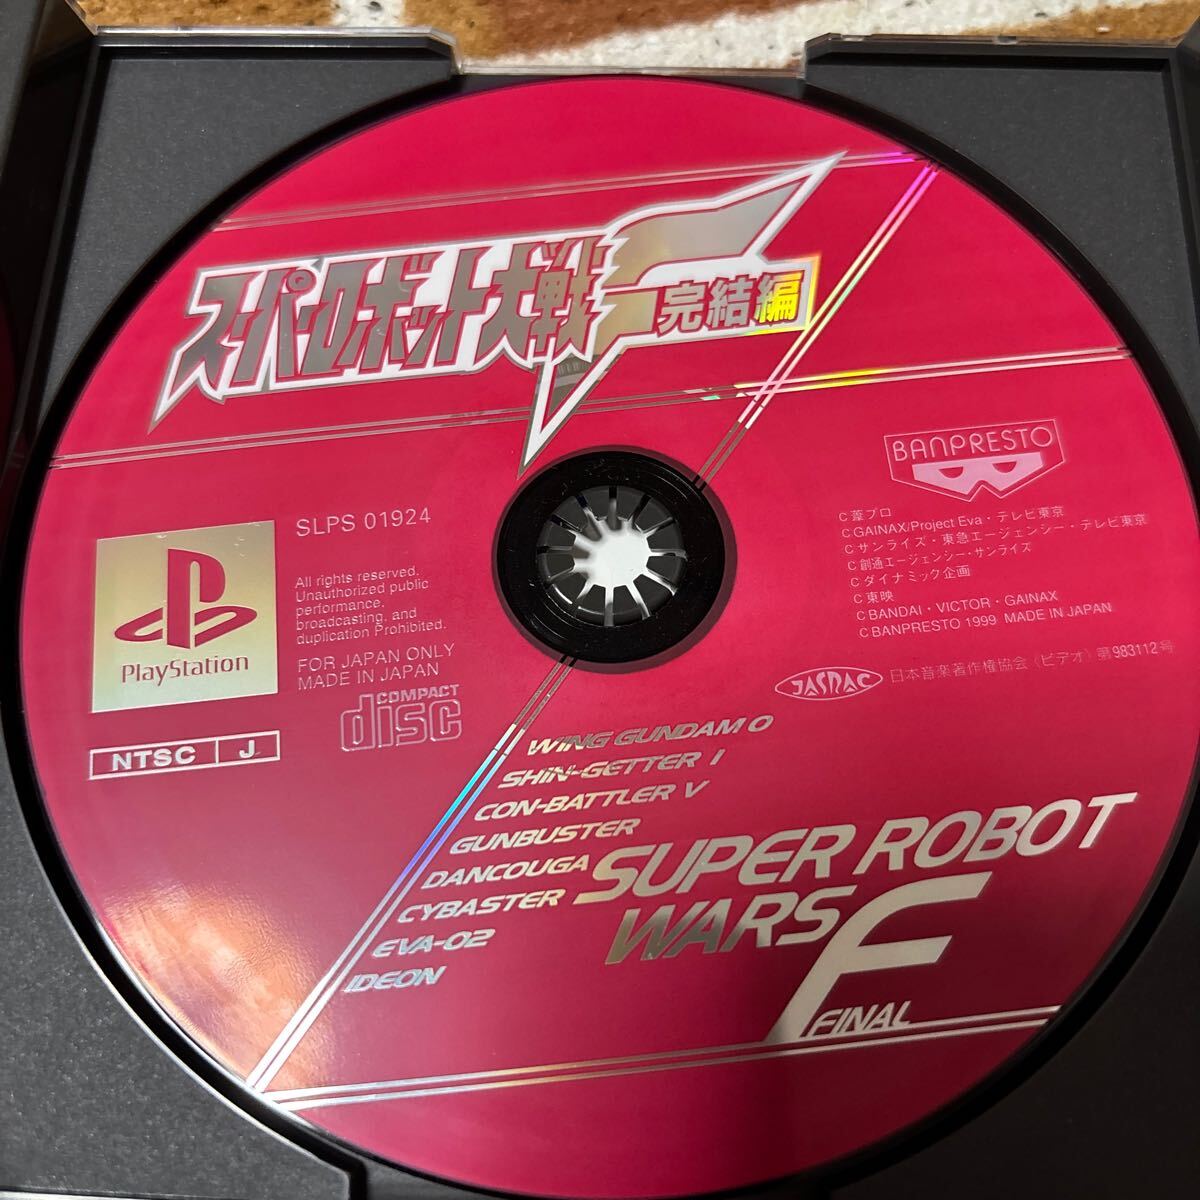 スーパーロボット大戦F
完結編
BANPRESTO
SLPS 01924
All rights reserved.
Unauthorized public
performance,
broadcasting, and
duplication Prohibited.
FOR JAPAN ONLY
MADE IN JAPAN
PlayStation
COMPACT
disc
NTSC J
C 葦プロ
C GAINAX/Project Eva・テレビ東京
C サンライズ・東急エージェンシー・テレビ東京
C 創通エージェンシー・サンライズ
C ダイナミック企画
C 東映
C BANDAI・VICTOR・GAINAX
C BANPRESTO 1999 MADE IN JAPAN
JASRAC 日本音楽著作権協会（ビデオ）第983112号
WING GUNDAM 0
SHIN-GETTER 1
CON-BATTLER V
GUNBUSTER
DANCOUGA
CYBASTER
EVA-02
IDEON
SUPER ROBOT
WARS F
FINAL